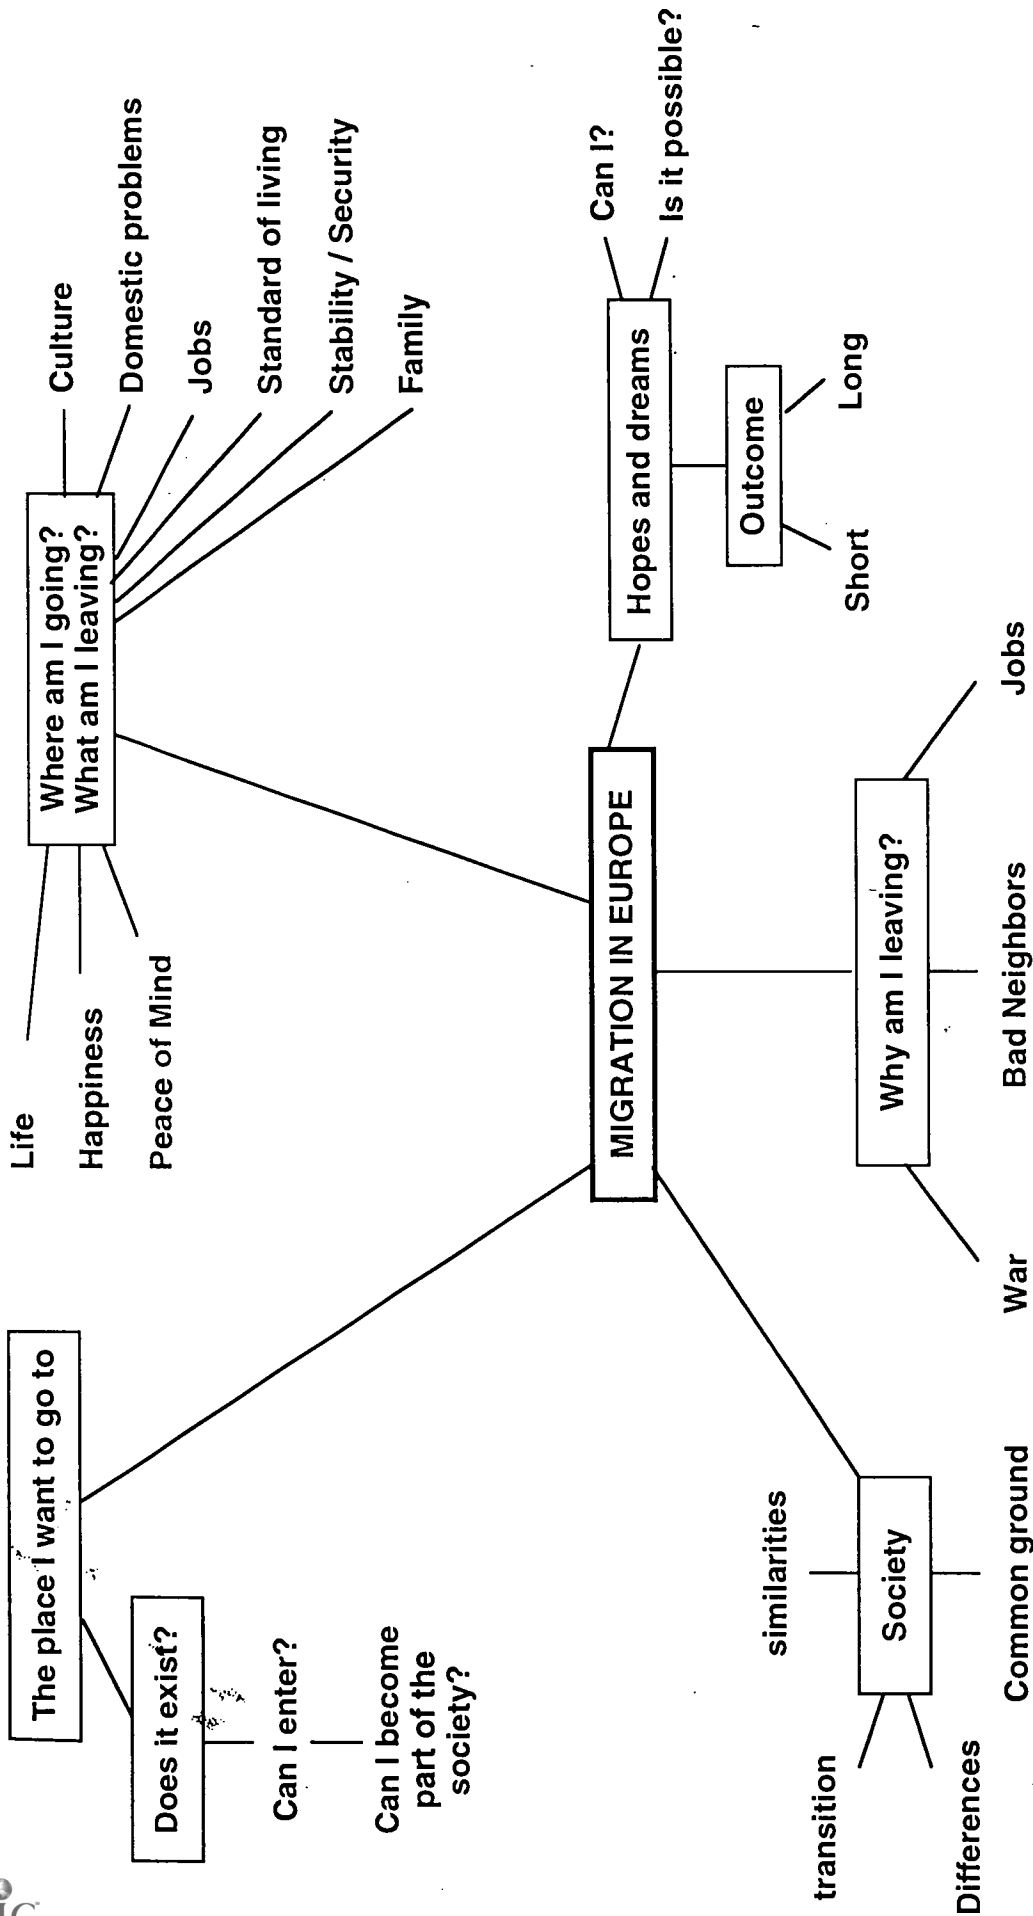 The place I want to go to
Does it exist?
Can I enter?
Can I become
part of the
society?
Life
Happiness
Peace of Mind
Where am I going?
What am I leaving?
Culture
Domestic problems
Jobs
Standard of living
Stability / Security
Family
MIGRATION IN EUROPE
Hopes and dreams
Can I?
Is it possible?
Outcome
Short
Long
similarities
Society
transition
Differences
Common ground
Why am I leaving?
War
Bad Neighbors
Jobs